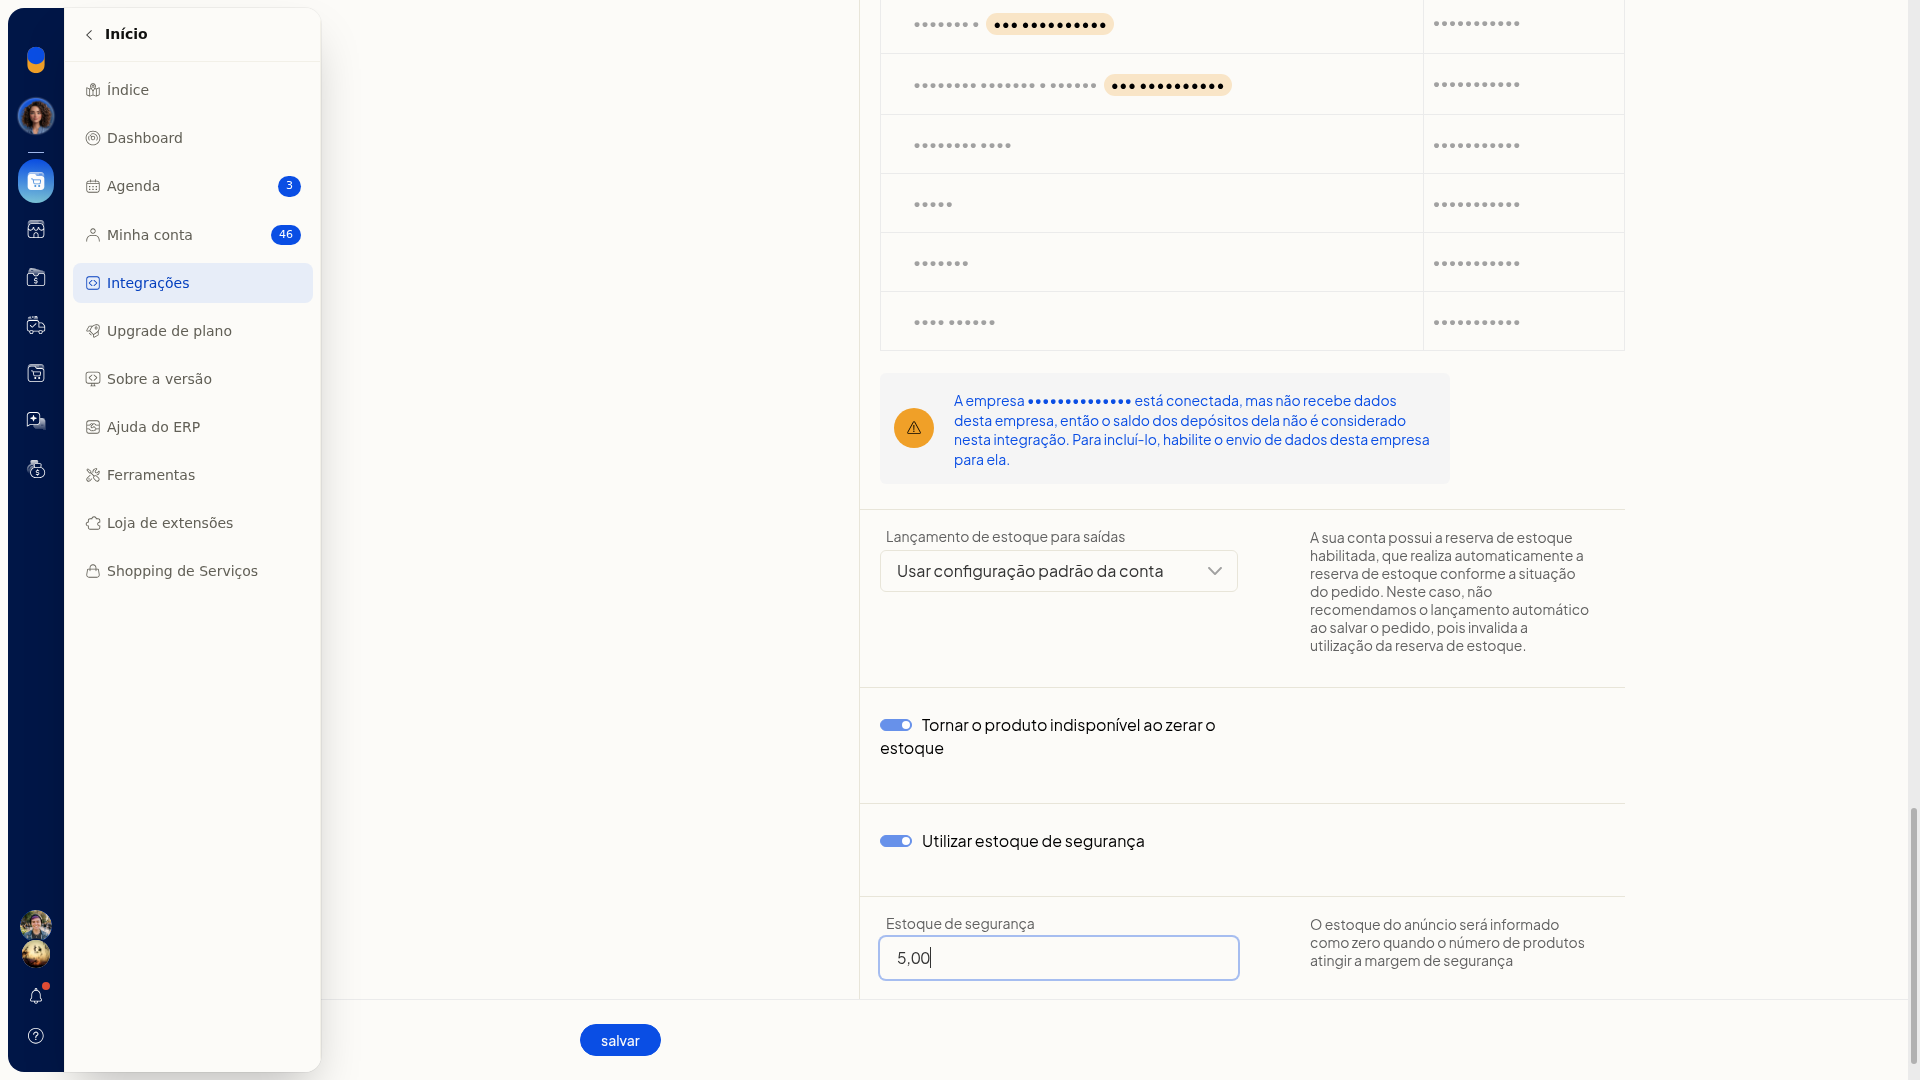 Início
Índice
Dashboard
Agenda
3
Minha conta
46
Integrações
Upgrade de plano
Sobre a versão
Ajuda do ERP
Ferramentas
Loja de extensões
Shopping de Serviços
A empresa •••••••••••••• está conectada, mas não recebe dados
desta empresa, então o saldo dos depósitos dela não é considerado
nesta integração. Para incluí-lo, habilite o envio de dados desta empresa
para ela.
Lançamento de estoque para saídas
Usar configuração padrão da conta
A sua conta possui a reserva de estoque
habilitada, que realiza automaticamente a
reserva de estoque conforme a situação
do pedido. Neste caso, não
recomendamos o lançamento automático
ao salvar o pedido, pois invalida a
utilização da reserva de estoque.
Tornar o produto indisponível ao zerar o
estoque
Utilizar estoque de segurança
Estoque de segurança
5,00
O estoque do anúncio será informado
como zero quando o número de produtos
atingir a margem de segurança
salvar